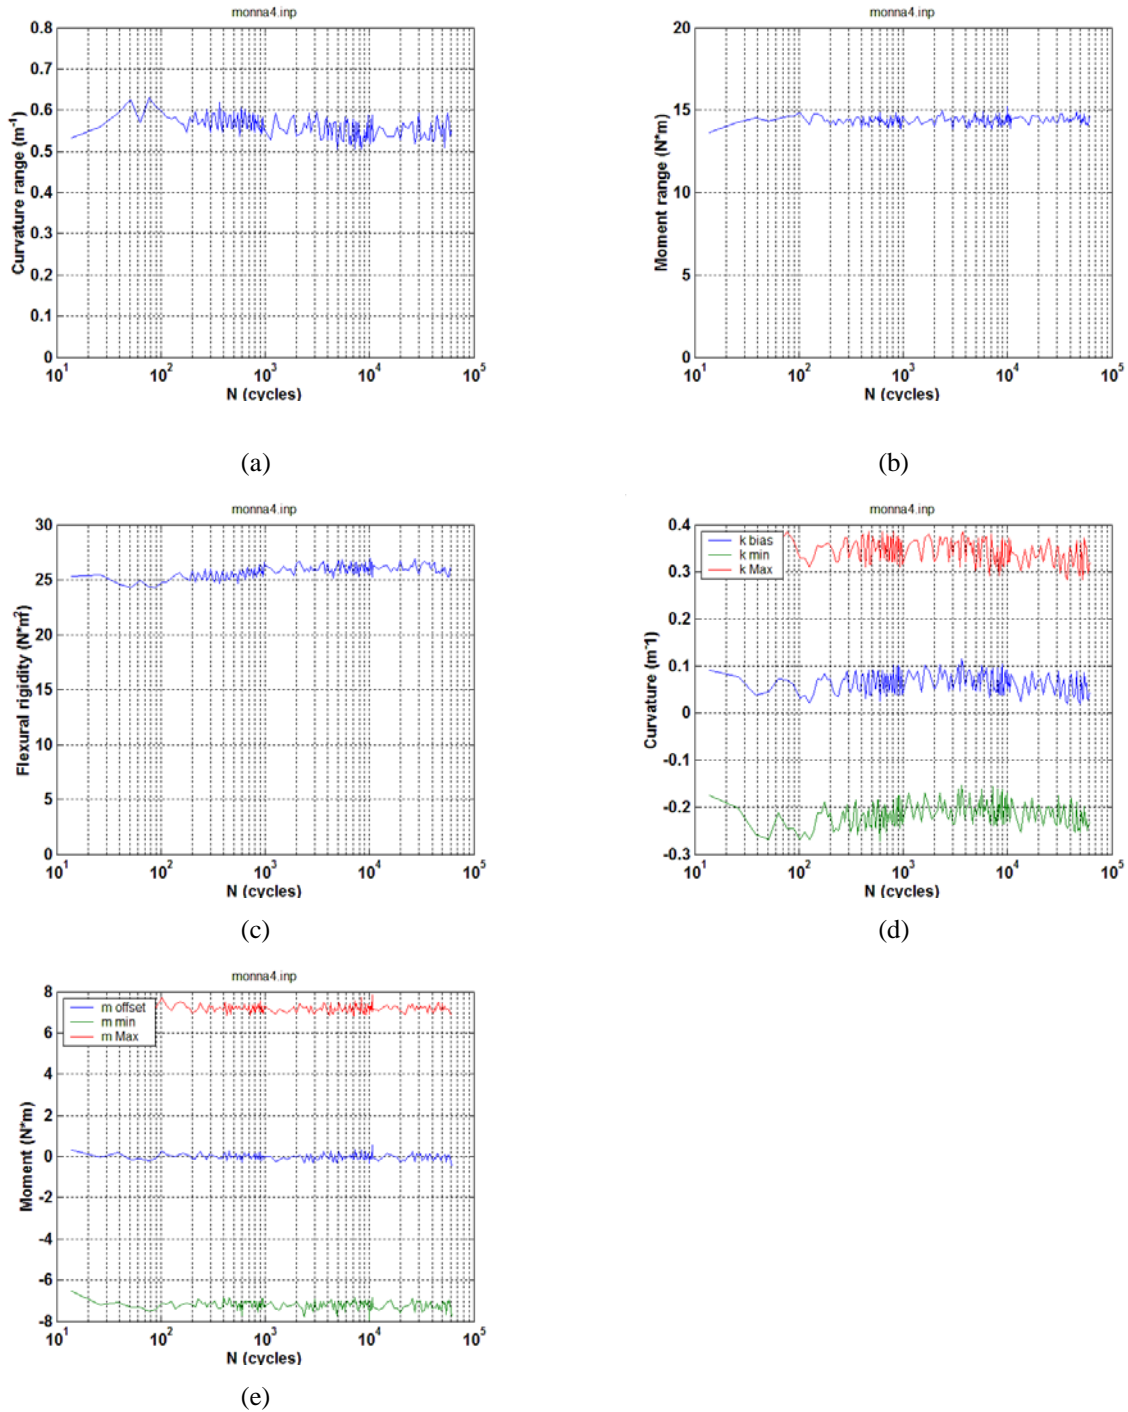 monna4.inp
0.8
0.7
0.6
0.5
0.4
0.3
0.2
0.1
0
Curvature range (m⁻¹)
10¹ 10² 10³ 10⁴ 10⁵
N (cycles)
(a)
monna4.inp
20
15
10
5
0
Moment range (N*m)
10¹ 10² 10³ 10⁴ 10⁵
N (cycles)
(b)
monna4.inp
30
25
20
15
10
5
0
Flexural rigidity (N*m²)
10¹ 10² 10³ 10⁴ 10⁵
N (cycles)
(c)
monna4.inp
k bias
k min
k Max
0.4
0.3
0.2
0.1
0
-0.1
-0.2
-0.3
Curvature (m⁻¹)
10¹ 10² 10³ 10⁴ 10⁵
N (cycles)
(d)
monna4.inp
m offset
m min
m Max
8
6
4
2
0
-2
-4
-6
-8
Moment (N*m)
10¹ 10² 10³ 10⁴ 10⁵
N (cycles)
(e)